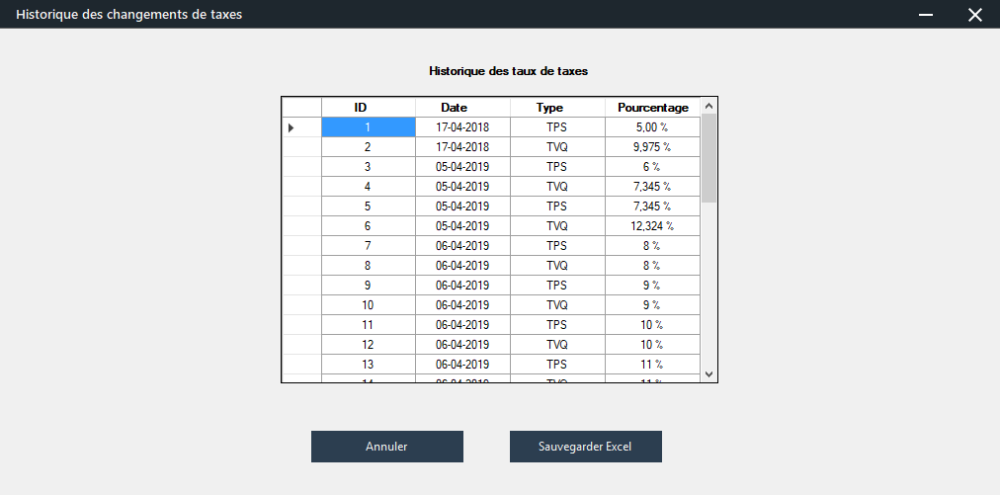 Historique des changements de taxes
Historique des taux de taxes
ID Date Type Pourcentage
1 17-04-2018 TPS 5,00 %
2 17-04-2018 TVQ 9,975 %
3 05-04-2019 TPS 6 %
4 05-04-2019 TVQ 7,345 %
5 05-04-2019 TPS 7,345 %
6 05-04-2019 TVQ 12,324 %
7 06-04-2019 TPS 8 %
8 06-04-2019 TVQ 8 %
9 06-04-2019 TPS 9 %
10 06-04-2019 TVQ 9 %
11 06-04-2019 TPS 10 %
12 06-04-2019 TVQ 10 %
13 06-04-2019 TPS 11 %
14 06-04-2019 TVQ 11 %
Annuler Sauvegarder Excel